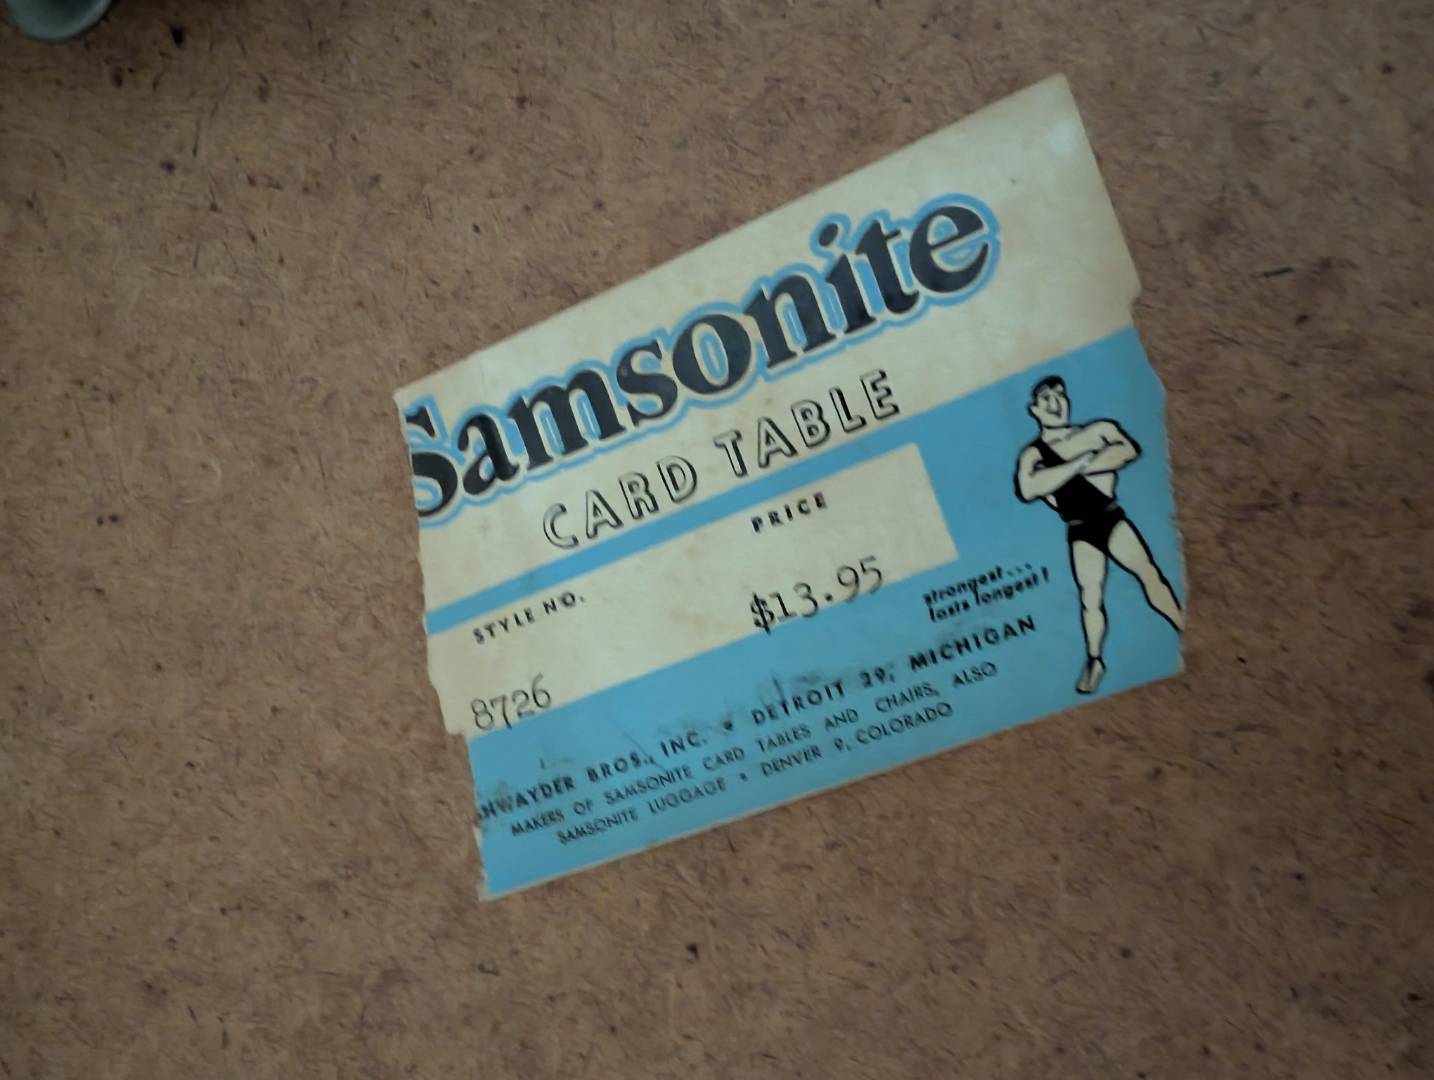 Samsonite
CARD TABLE
STYLE NO. PRICE
8726 $13.95
strongest...
lasts longest!
HWAYDER BROS., INC. • DETROIT 29, MICHIGAN
MAKERS OF SAMSONITE CARD TABLES AND CHAIRS, ALSO
SAMSONITE LUGGAGE • DENVER 9, COLORADO